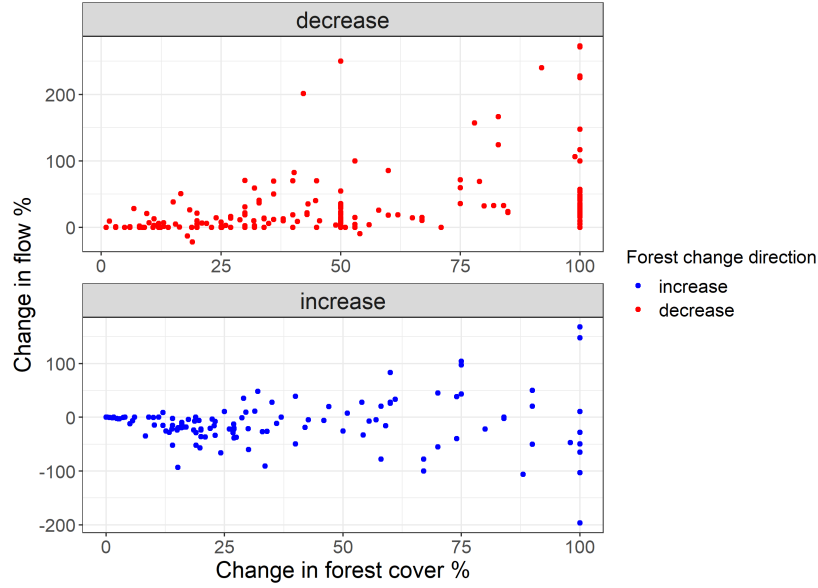 decrease
200
100
0
0
25
50
75
100
Change in flow %
increase
100
0
-100
-200
0
25
50
75
100
Change in forest cover %
Forest change direction
increase
decrease